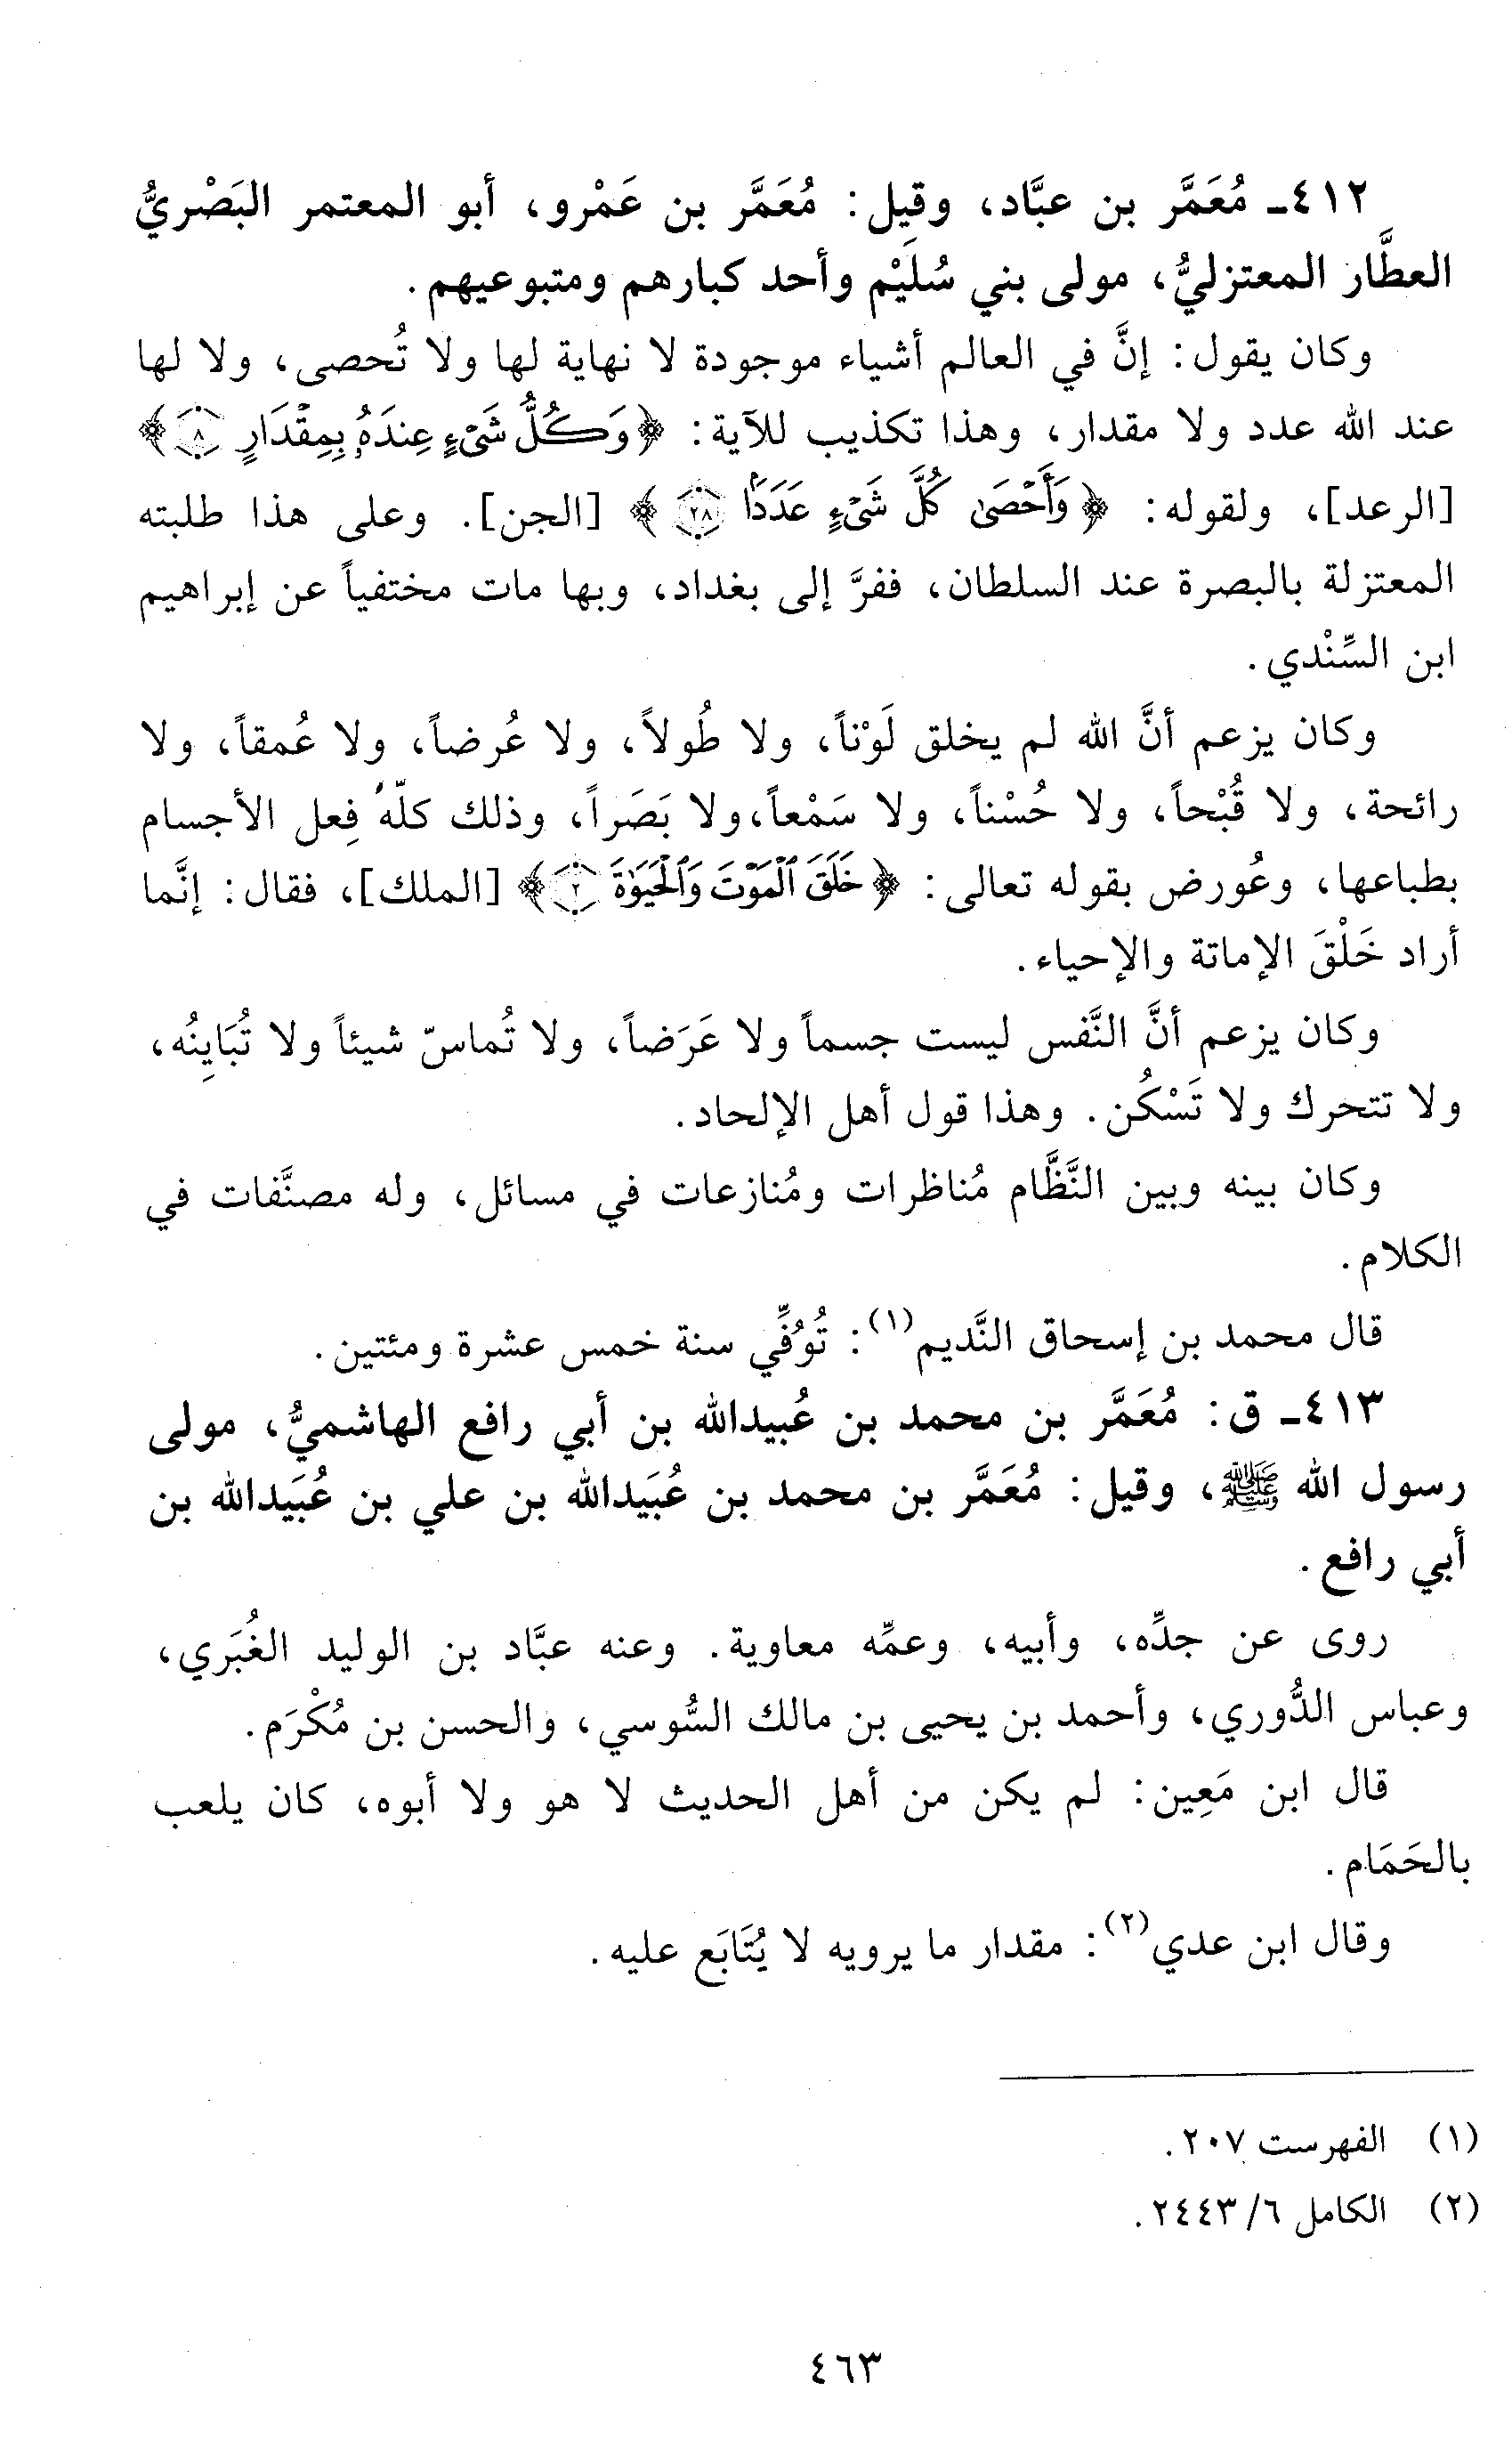 ٤١٢ـ مُعَمَّر بن عبَّاد، وقيل: مُعَمَّر بن عَمْرو، أبو المعتمر البَصْريُّ
العطَّار المعتزليُّ، مولى بني سُلَيْم وأحد كبارهم ومتبوعيهم.
وكان يقول: إنَّ في العالم أشياء موجودة لا نهاية لها ولا تُحصى، ولا لها
عند الله عدد ولا مقدار، وهذا تكذيب للآية: ﴿وَكُلُّ شَيْءٍ عِندَهُ بِمِقْدَارٍ ٨﴾
[الرعد]، ولقوله: ﴿وَأَحْصَىٰ كُلَّ شَيْءٍ عَدَدًا ٢٨﴾ [الجن]. وعلى هذا طلبته
المعتزلة بالبصرة عند السلطان، ففرَّ إلى بغداد، وبها مات مختفياً عن إبراهيم
ابن السِّنْدي.
وكان يزعم أنَّ الله لم يخلق لَوْناً، ولا طُولاً، ولا عُرضاً، ولا عُمقاً، ولا
رائحة، ولا قُبْحاً، ولا حُسْناً، ولا سَمْعاً،ولا بَصَراً، وذلك كلّه ُ فِعل الأجسام
بطباعها، وعُورض بقوله تعالى: ﴿خَلَقَ ٱلْمَوْتَ وَٱلْحَيَوٰةَ ٢﴾ [الملك]، فقال: إنَّما
أراد خَلْقَ الإماتة والإحياء.
وكان يزعم أنَّ النَّفس ليست جسماً ولا عَرَضاً، ولا تُماسّ شيئاً ولا تُبَايِنُه،
ولا تتحرك ولا تَسْكُن. وهذا قول أهل الإلحاد.
وكان بينه وبين النَّظَّام مُناظرات ومُنازعات في مسائل، وله مصنَّفات في
الكلام.
قال محمد بن إسحاق النَّديم(١): تُوُفِّي سنة خمس عشرة ومئتين.
٤١٣ـ ق: مُعَمَّر بن محمد بن عُبيدالله بن أبي رافع الهاشميُّ، مولى
رسول الله ﷺ، وقيل: مُعَمَّر بن محمد بن عُبَيدالله بن علي بن عُبَيدالله بن
أبي رافع.
روى عن جدِّه، وأبيه، وعمِّه معاوية. وعنه عبَّاد بن الوليد الغُبَري،
وعباس الدُّوري، وأحمد بن يحيى بن مالك السُّوسي، والحسن بن مُكْرَم.
قال ابن مَعِين: لم يكن من أهل الحديث لا هو ولا أبوه، كان يلعب
بالحَمَام.
وقال ابن عدي(٢): مقدار ما يرويه لا يُتَابَع عليه.
(١) الفهرست ٢٠٧.
(٢) الكامل ٦/ ٢٤٤٣.
٤٦٣